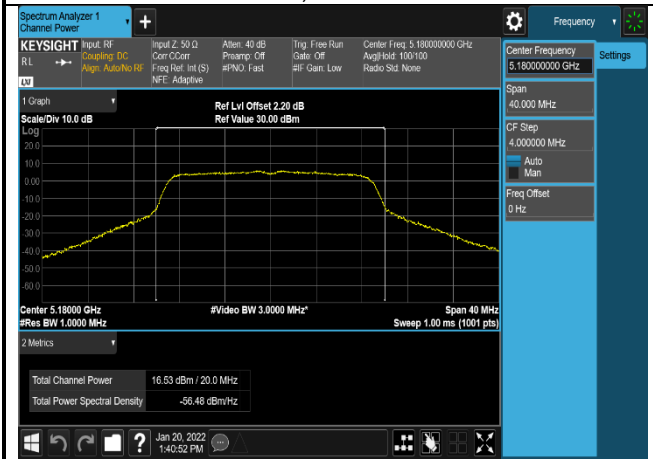 Spectrum Analyzer 1
Channel Power
+
Frequency
KEYSIGHT
RL
LXI
Input: RF
Coupling: DC
Align: Auto/No RF
Input Z: 50 Ω
Corr CCorr
Freq Ref: Int (S)
NFE: Adaptive
Atten: 40 dB
Preamp: Off
#PNO: Fast
Trig: Free Run
Gate: Off
#IF Gain: Low
Center Freq: 5.180000000 GHz
Avg|Hold: 100/100
Radio Std: None
Center Frequency
5.180000000 GHz
Settings
Span
40.000 MHz
CF Step
4.000000 MHz
Auto
Man
Freq Offset
0 Hz
1 Graph
Scale/Div 10.0 dB
Ref Lvl Offset 2.20 dB
Ref Value 30.00 dBm
Log
20.0
10.0
0.00
-10.0
-20.0
-30.0
-40.0
-50.0
-60.0
Center 5.18000 GHz
#Video BW 3.0000 MHz*
Span 40 MHz
#Res BW 1.0000 MHz
Sweep 1.00 ms (1001 pts)
2 Metrics
Total Channel Power 16.53 dBm / 20.0 MHz
Total Power Spectral Density -56.48 dBm/Hz
?
Jan 20, 2022
1:40:52 PM